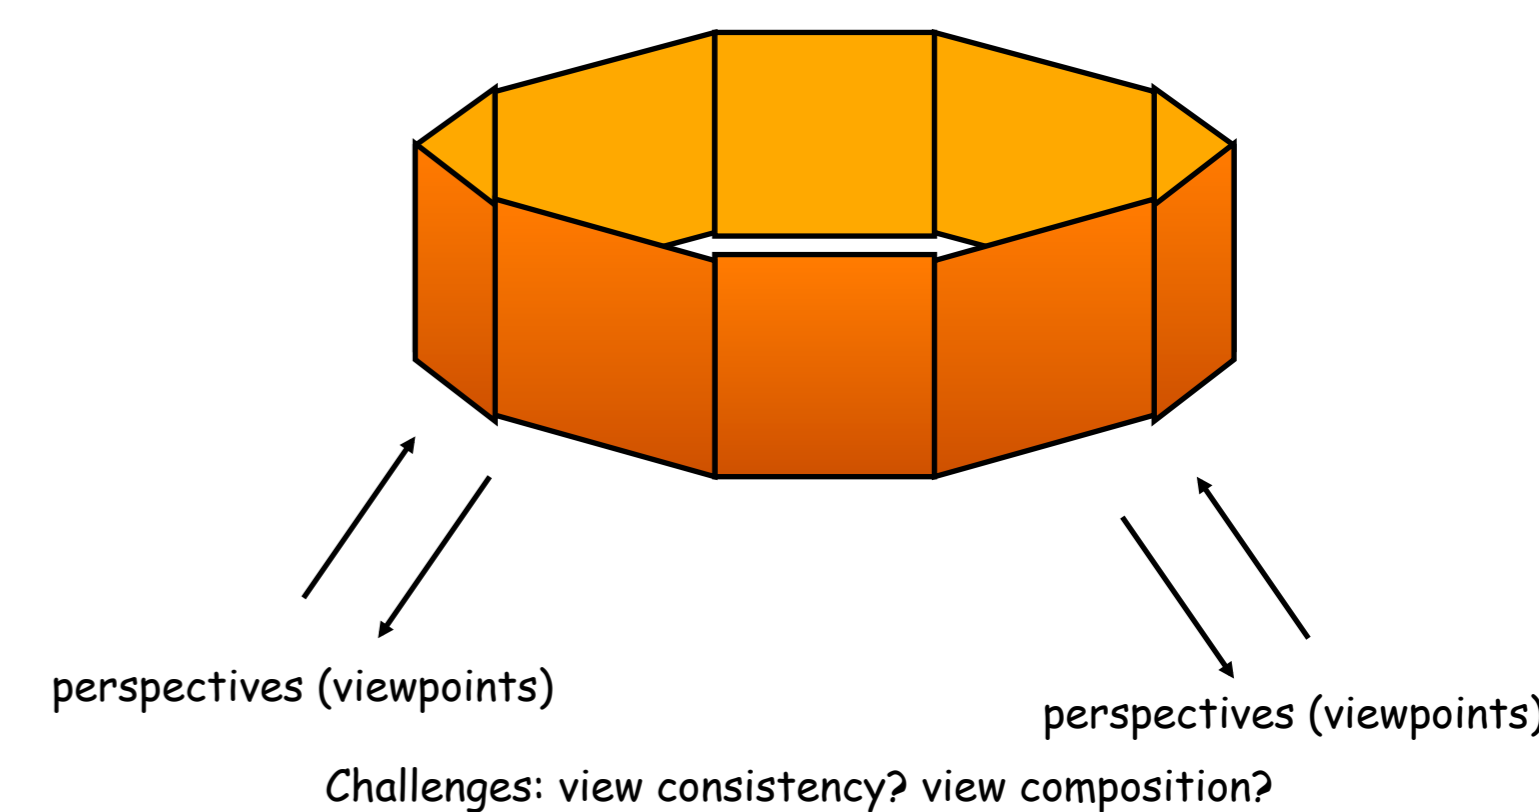 perspectives (viewpoints)
perspectives (viewpoints)
Challenges: view consistency? view composition?